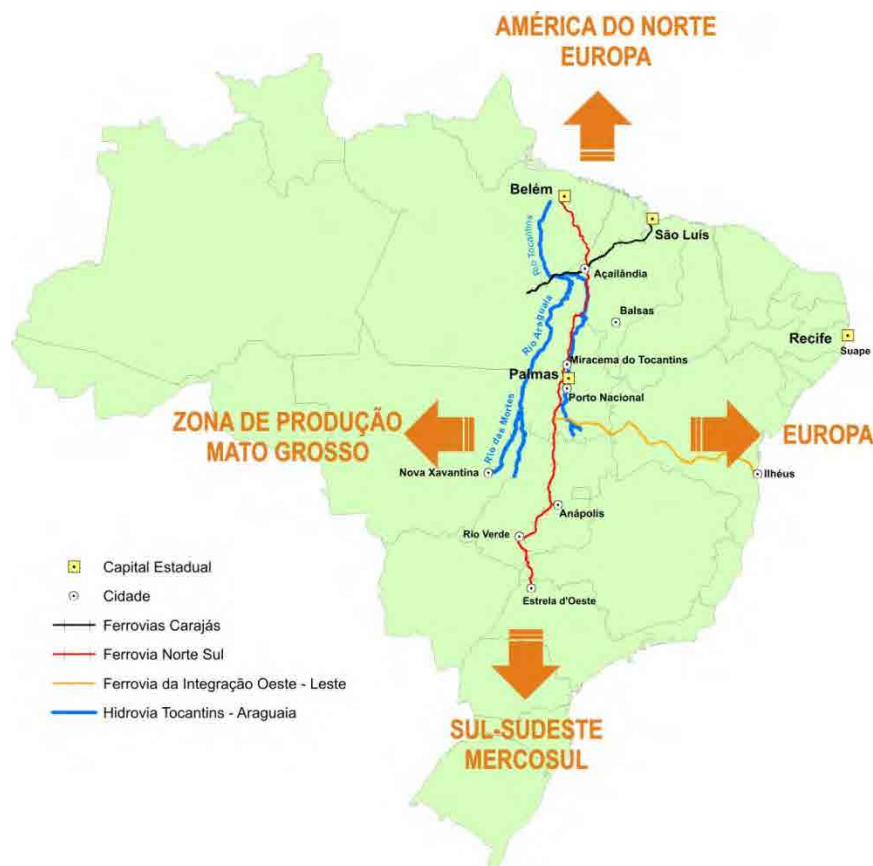 AMÉRICA DO NORTE
EUROPA
Belém
São Luís
Rio Tocantins
Açailândia
Balsas
Rio Araguaia
Recife
Suape
Miracema do Tocantins
Palmas
Porto Nacional
ZONA DE PRODUÇÃO
MATO GROSSO
Rio das Mortes
EUROPA
Nova Xavantina
Ilhéus
Anápolis
Rio Verde
Estrela d'Oeste
Capital Estadual
Cidade
Ferrovias Carajás
Ferrovia Norte Sul
Ferrovia da Integração Oeste - Leste
Hidrovia Tocantins - Araguaia
SUL-SUDESTE
MERCOSUL